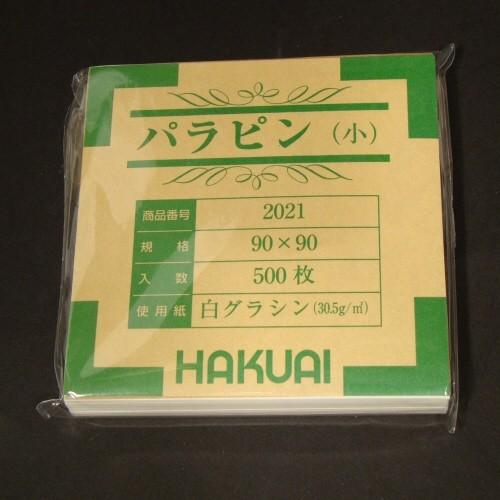 パラピン（小）
商品番号 2021
規格 90×90
入数 500枚
使用紙 白グラシン(30.5g/㎡)
HAKUAI